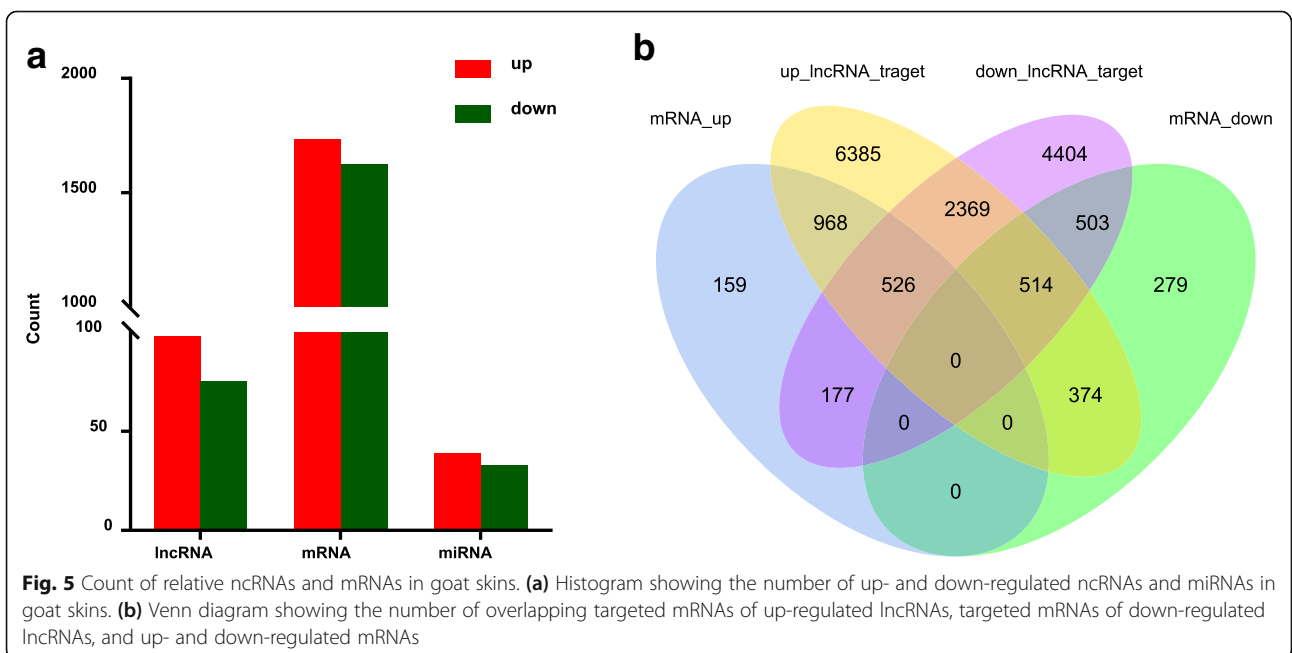 a
2000
1500
1000
100
50
0
Count
up
down
lncRNA
mRNA
miRNA
b
up_lncRNA_traget
down_lncRNA_target
mRNA_up
mRNA_down
6385
4404
968
2369
503
159
526
514
279
0
177
374
0
0
0
Fig. 5 Count of relative ncRNAs and mRNAs in goat skins. (a) Histogram showing the number of up- and down-regulated ncRNAs and miRNAs in
goat skins. (b) Venn diagram showing the number of overlapping targeted mRNAs of up-regulated lncRNAs, targeted mRNAs of down-regulated
lncRNAs, and up- and down-regulated mRNAs